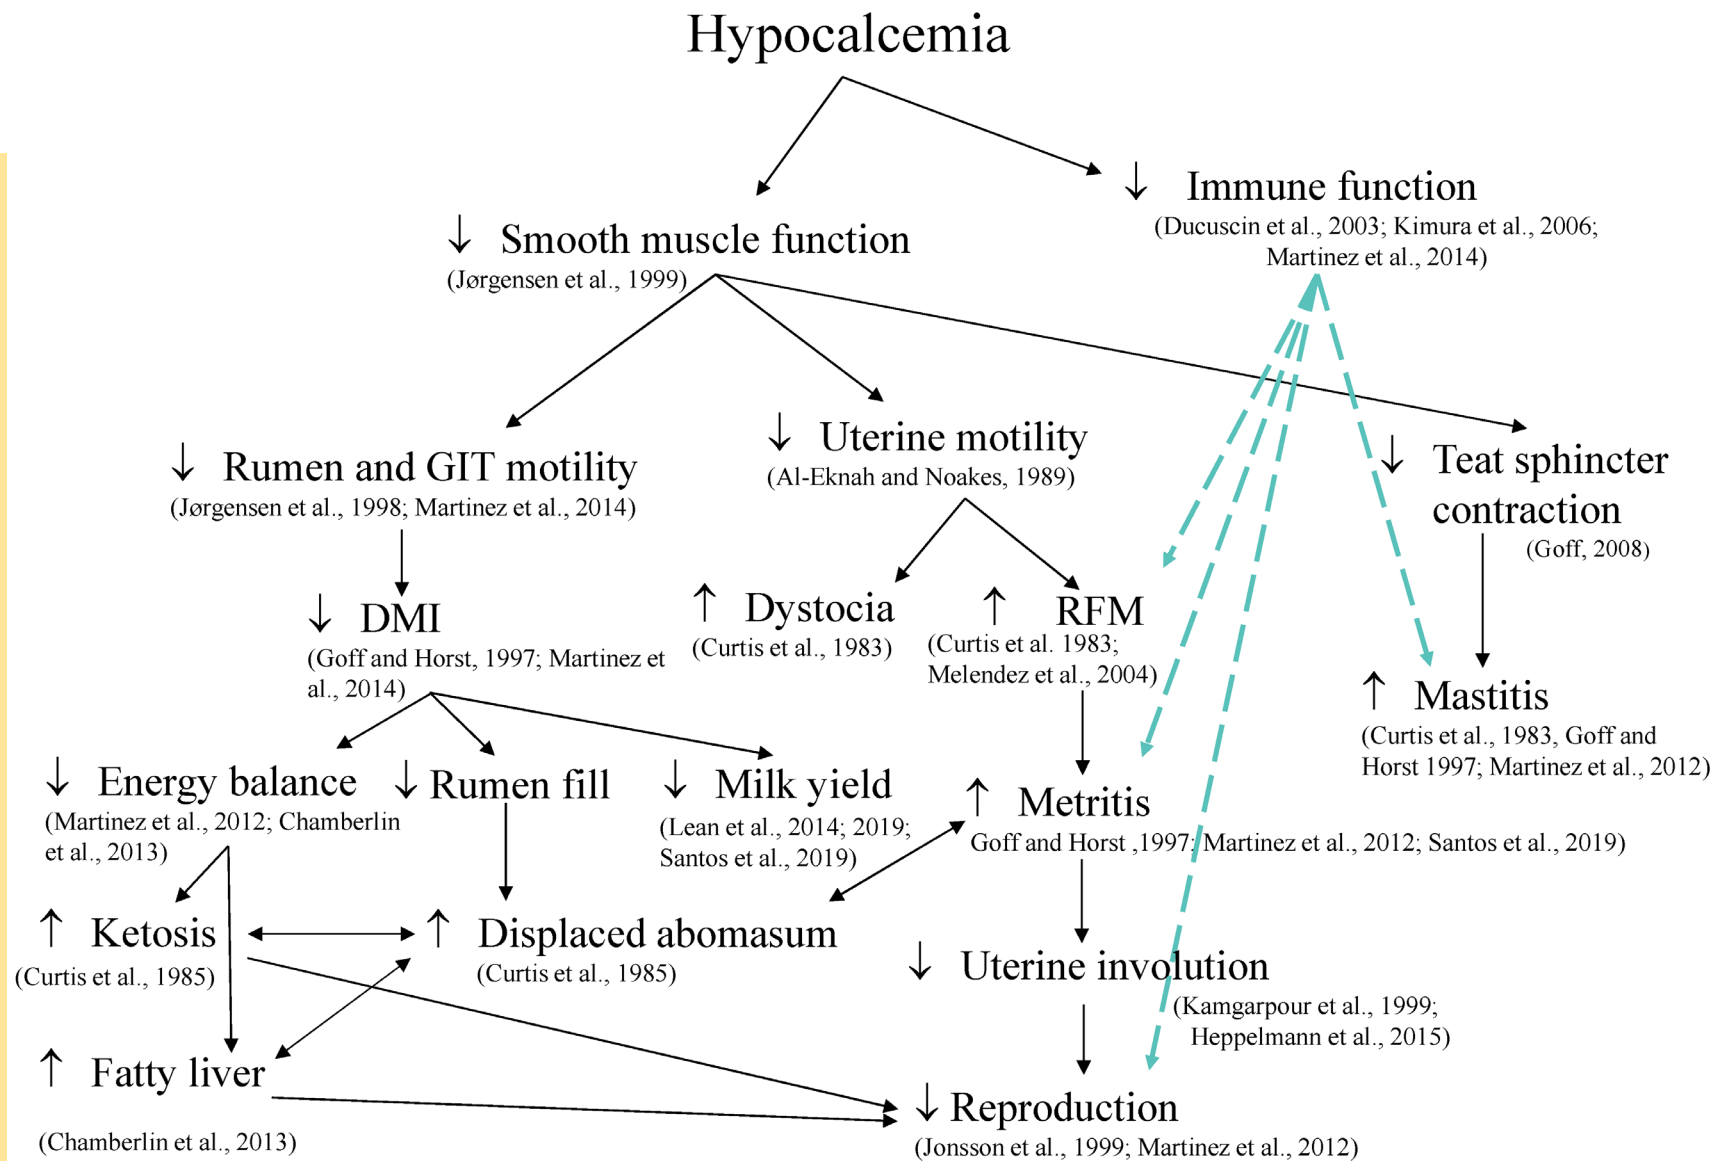 Hypocalcemia
↓ Immune function
(Ducuscin et al., 2003; Kimura et al., 2006;
Martinez et al., 2014)
↓ Smooth muscle function
(Jørgensen et al., 1999)
↓ Rumen and GIT motility
(Jørgensen et al., 1998; Martinez et al., 2014)
↓ Uterine motility
(Al-Eknah and Noakes, 1989)
↓ Teat sphincter
contraction
(Goff, 2008)
↓ DMI
(Goff and Horst, 1997; Martinez et
al., 2014)
↑ Dystocia
(Curtis et al., 1983)
↑ RFM
(Curtis et al. 1983;
Melendez et al., 2004)
↑ Mastitis
(Curtis et al., 1983, Goff and
Horst 1997; Martinez et al., 2012)
↓ Energy balance
(Martinez et al., 2012; Chamberlin
et al., 2013)
↓ Rumen fill
↓ Milk yield
(Lean et al., 2014; 2019;
Santos et al., 2019)
↑ Metritis
Goff and Horst ,1997; Martinez et al., 2012; Santos et al., 2019)
↑ Ketosis
(Curtis et al., 1985)
↑ Displaced abomasum
(Curtis et al., 1985)
↓ Uterine involution
(Kamgarpour et al., 1999;
Heppelmann et al., 2015)
↑ Fatty liver
(Chamberlin et al., 2013)
↓ Reproduction
(Jonsson et al., 1999; Martinez et al., 2012)